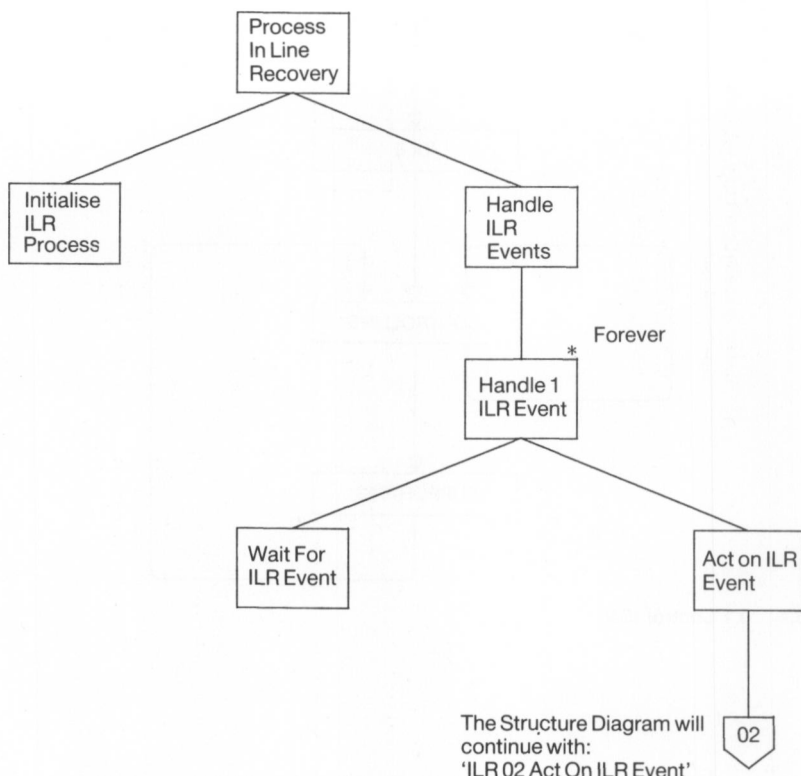 Process
In Line
Recovery
Initialise
ILR
Process
Handle
ILR
Events
*
Forever
Handle 1
ILR Event
Wait For
ILR Event
Act on ILR
Event
The Structure Diagram will
continue with:
'ILR 02 Act On ILR Event'
02